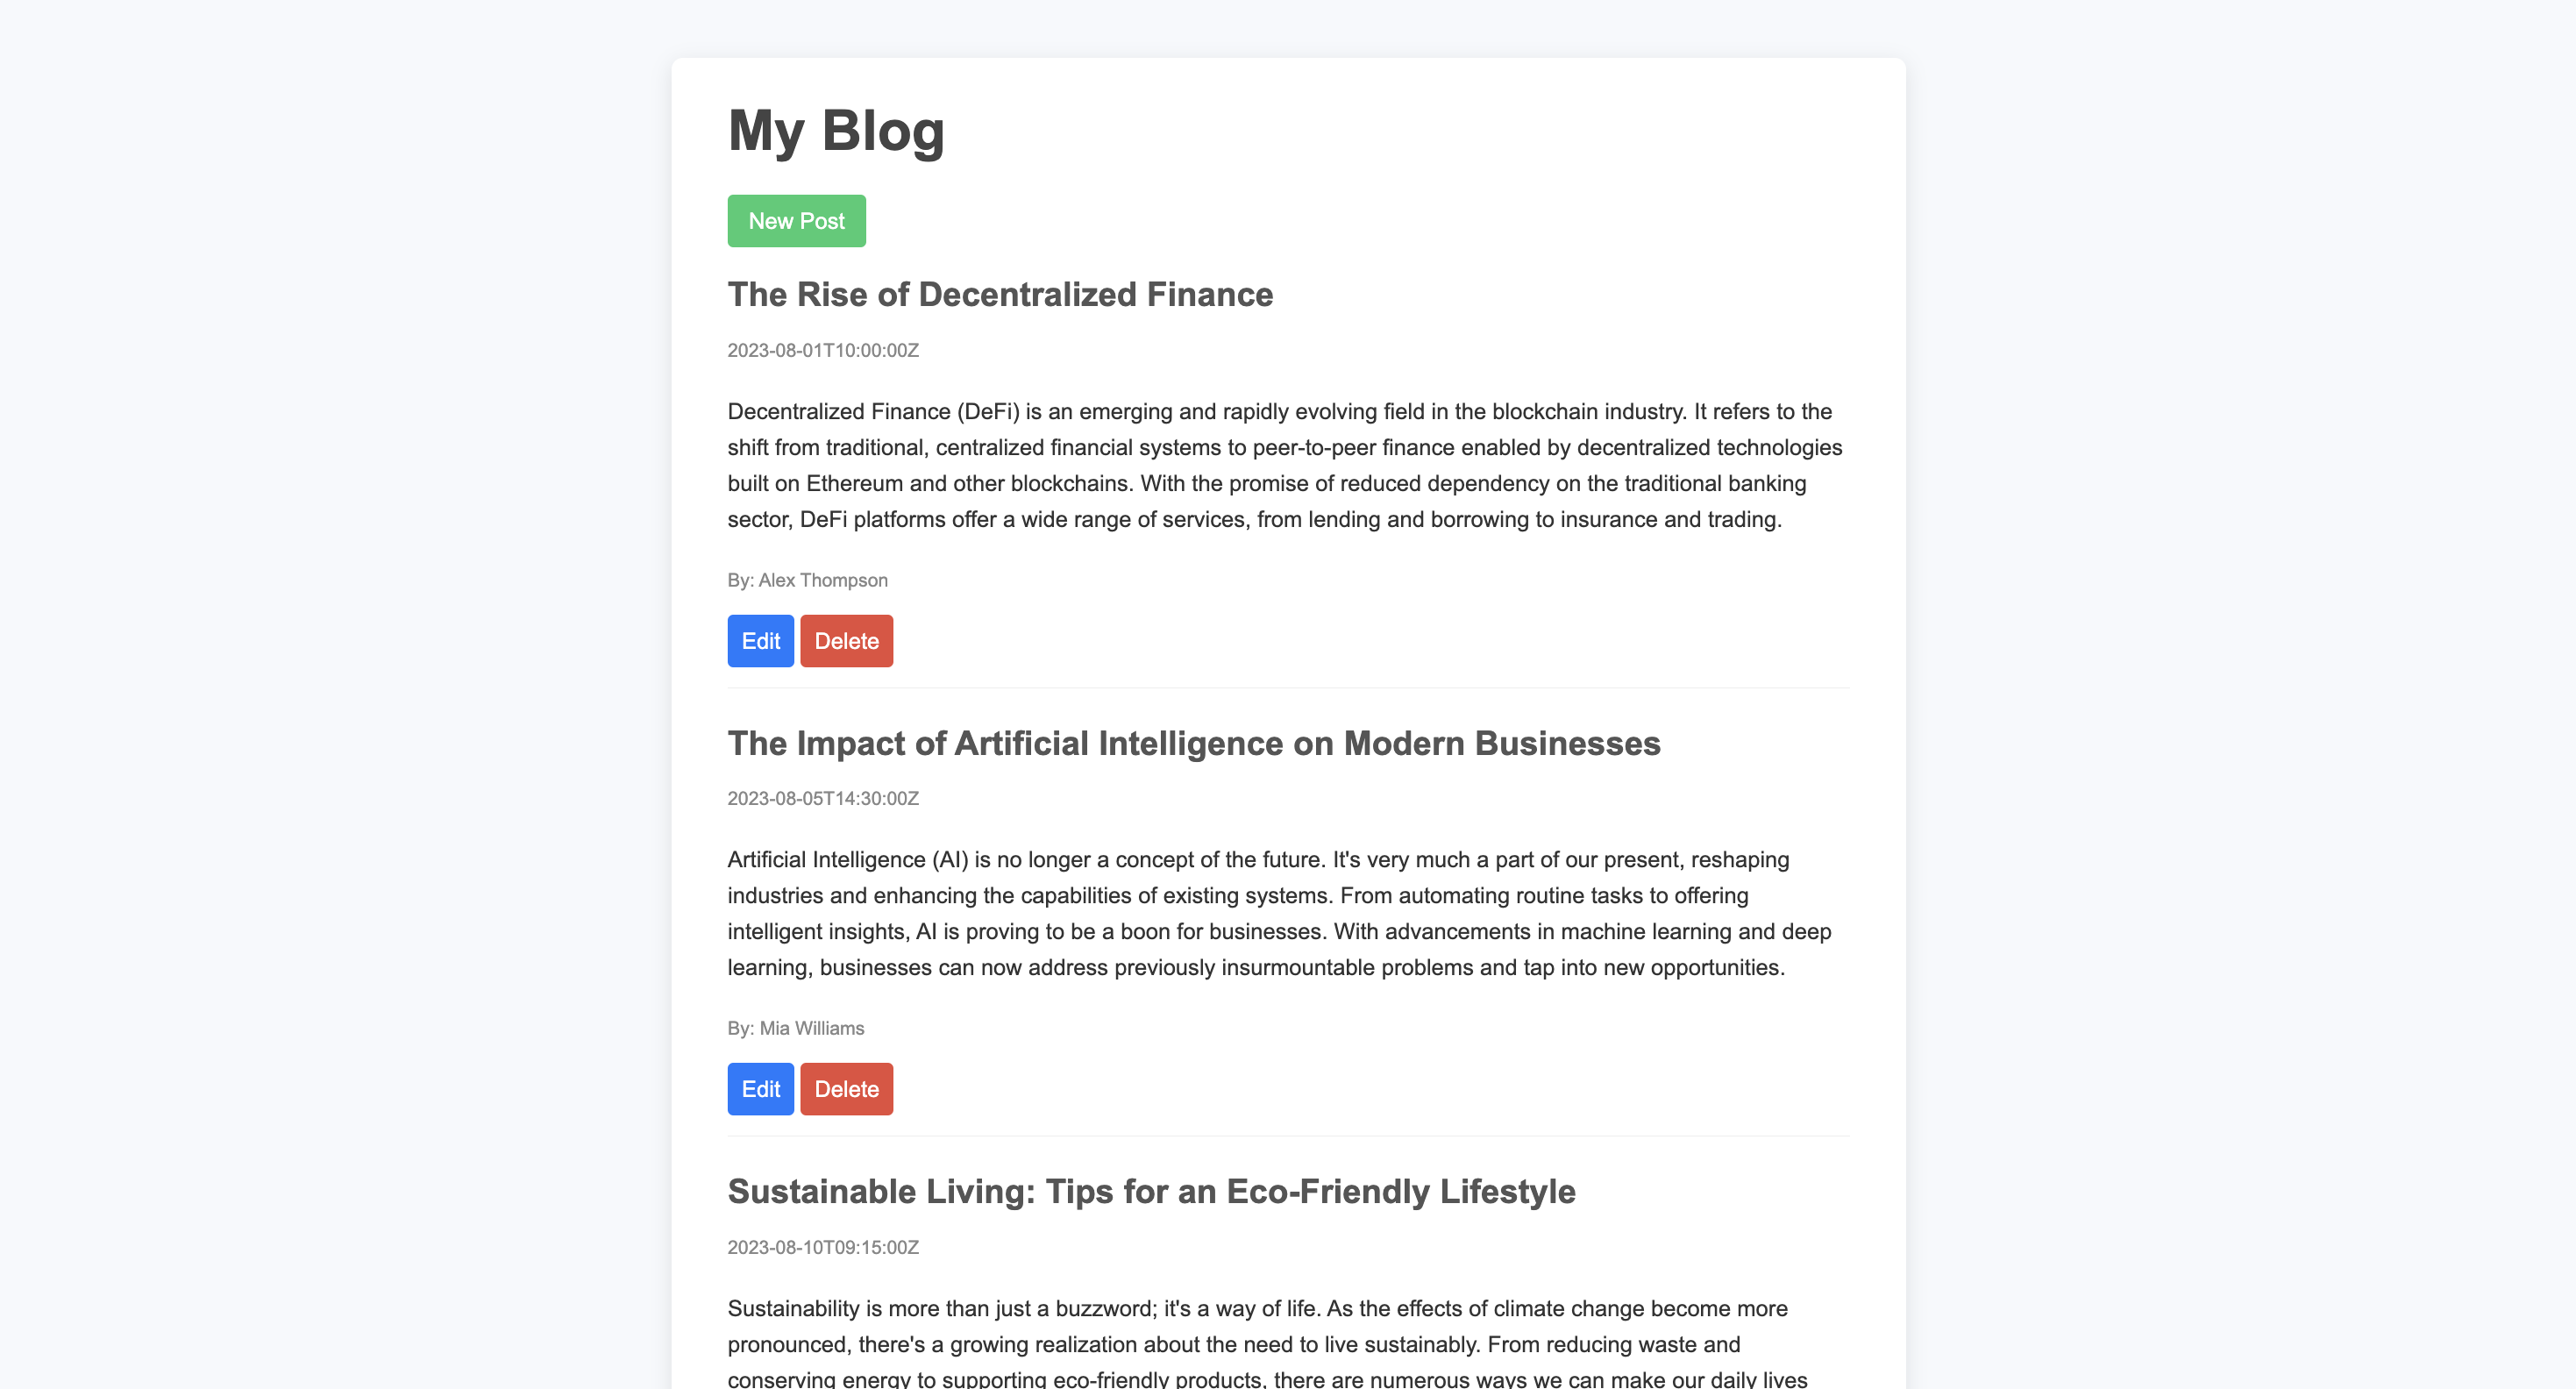 My Blog
New Post
The Rise of Decentralized Finance
2023-08-01T10:00:00Z
Decentralized Finance (DeFi) is an emerging and rapidly evolving field in the blockchain industry. It refers to the
shift from traditional, centralized financial systems to peer-to-peer finance enabled by decentralized technologies
built on Ethereum and other blockchains. With the promise of reduced dependency on the traditional banking
sector, DeFi platforms offer a wide range of services, from lending and borrowing to insurance and trading.
By: Alex Thompson
Edit Delete
The Impact of Artificial Intelligence on Modern Businesses
2023-08-05T14:30:00Z
Artificial Intelligence (AI) is no longer a concept of the future. It's very much a part of our present, reshaping
industries and enhancing the capabilities of existing systems. From automating routine tasks to offering
intelligent insights, AI is proving to be a boon for businesses. With advancements in machine learning and deep
learning, businesses can now address previously insurmountable problems and tap into new opportunities.
By: Mia Williams
Edit Delete
Sustainable Living: Tips for an Eco-Friendly Lifestyle
2023-08-10T09:15:00Z
Sustainability is more than just a buzzword; it's a way of life. As the effects of climate change become more
pronounced, there's a growing realization about the need to live sustainably. From reducing waste and
conserving energy to supporting eco-friendly products, there are numerous ways we can make our daily lives